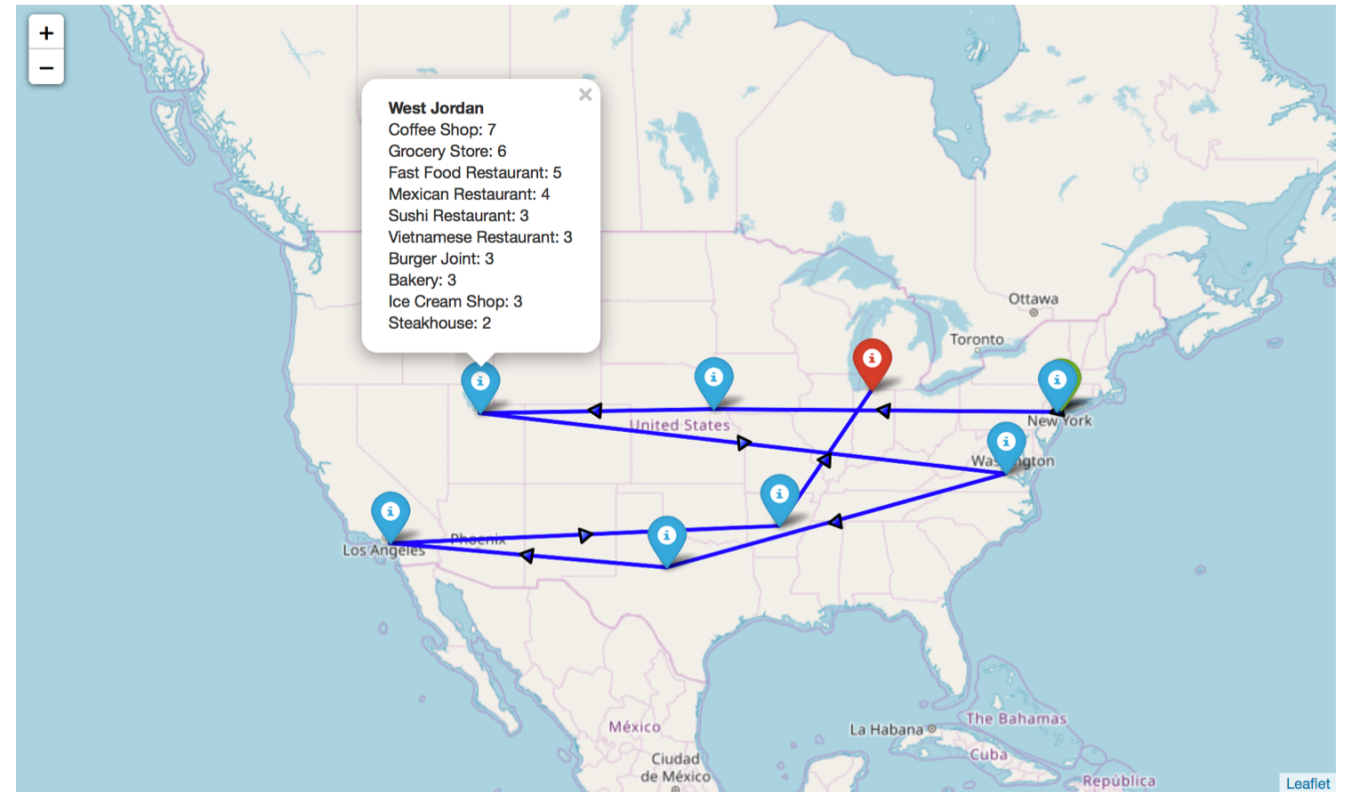 +
−
West Jordan
Coffee Shop: 7
Grocery Store: 6
Fast Food Restaurant: 5
Mexican Restaurant: 4
Sushi Restaurant: 3
Vietnamese Restaurant: 3
Burger Joint: 3
Bakery: 3
Ice Cream Shop: 3
Steakhouse: 2
×
Ottawa
Toronto
United States
New York
Washington
Phoenix
Los Angeles
México
Ciudad
de México
La Habana
The Bahamas
Cuba
República
Leaflet